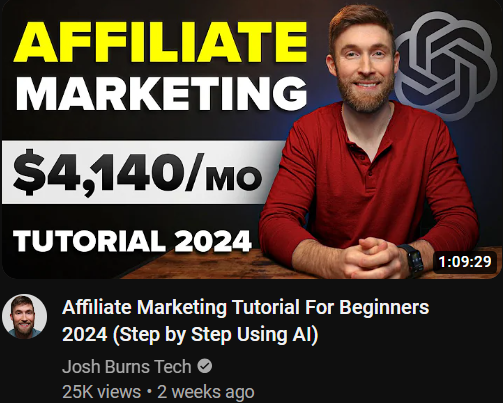 AFFILIATE
MARKETING
$4,140/MO
TUTORIAL 2024
1:09:29
Affiliate Marketing Tutorial For Beginners
2024 (Step by Step Using AI)
Josh Burns Tech
25K views • 2 weeks ago